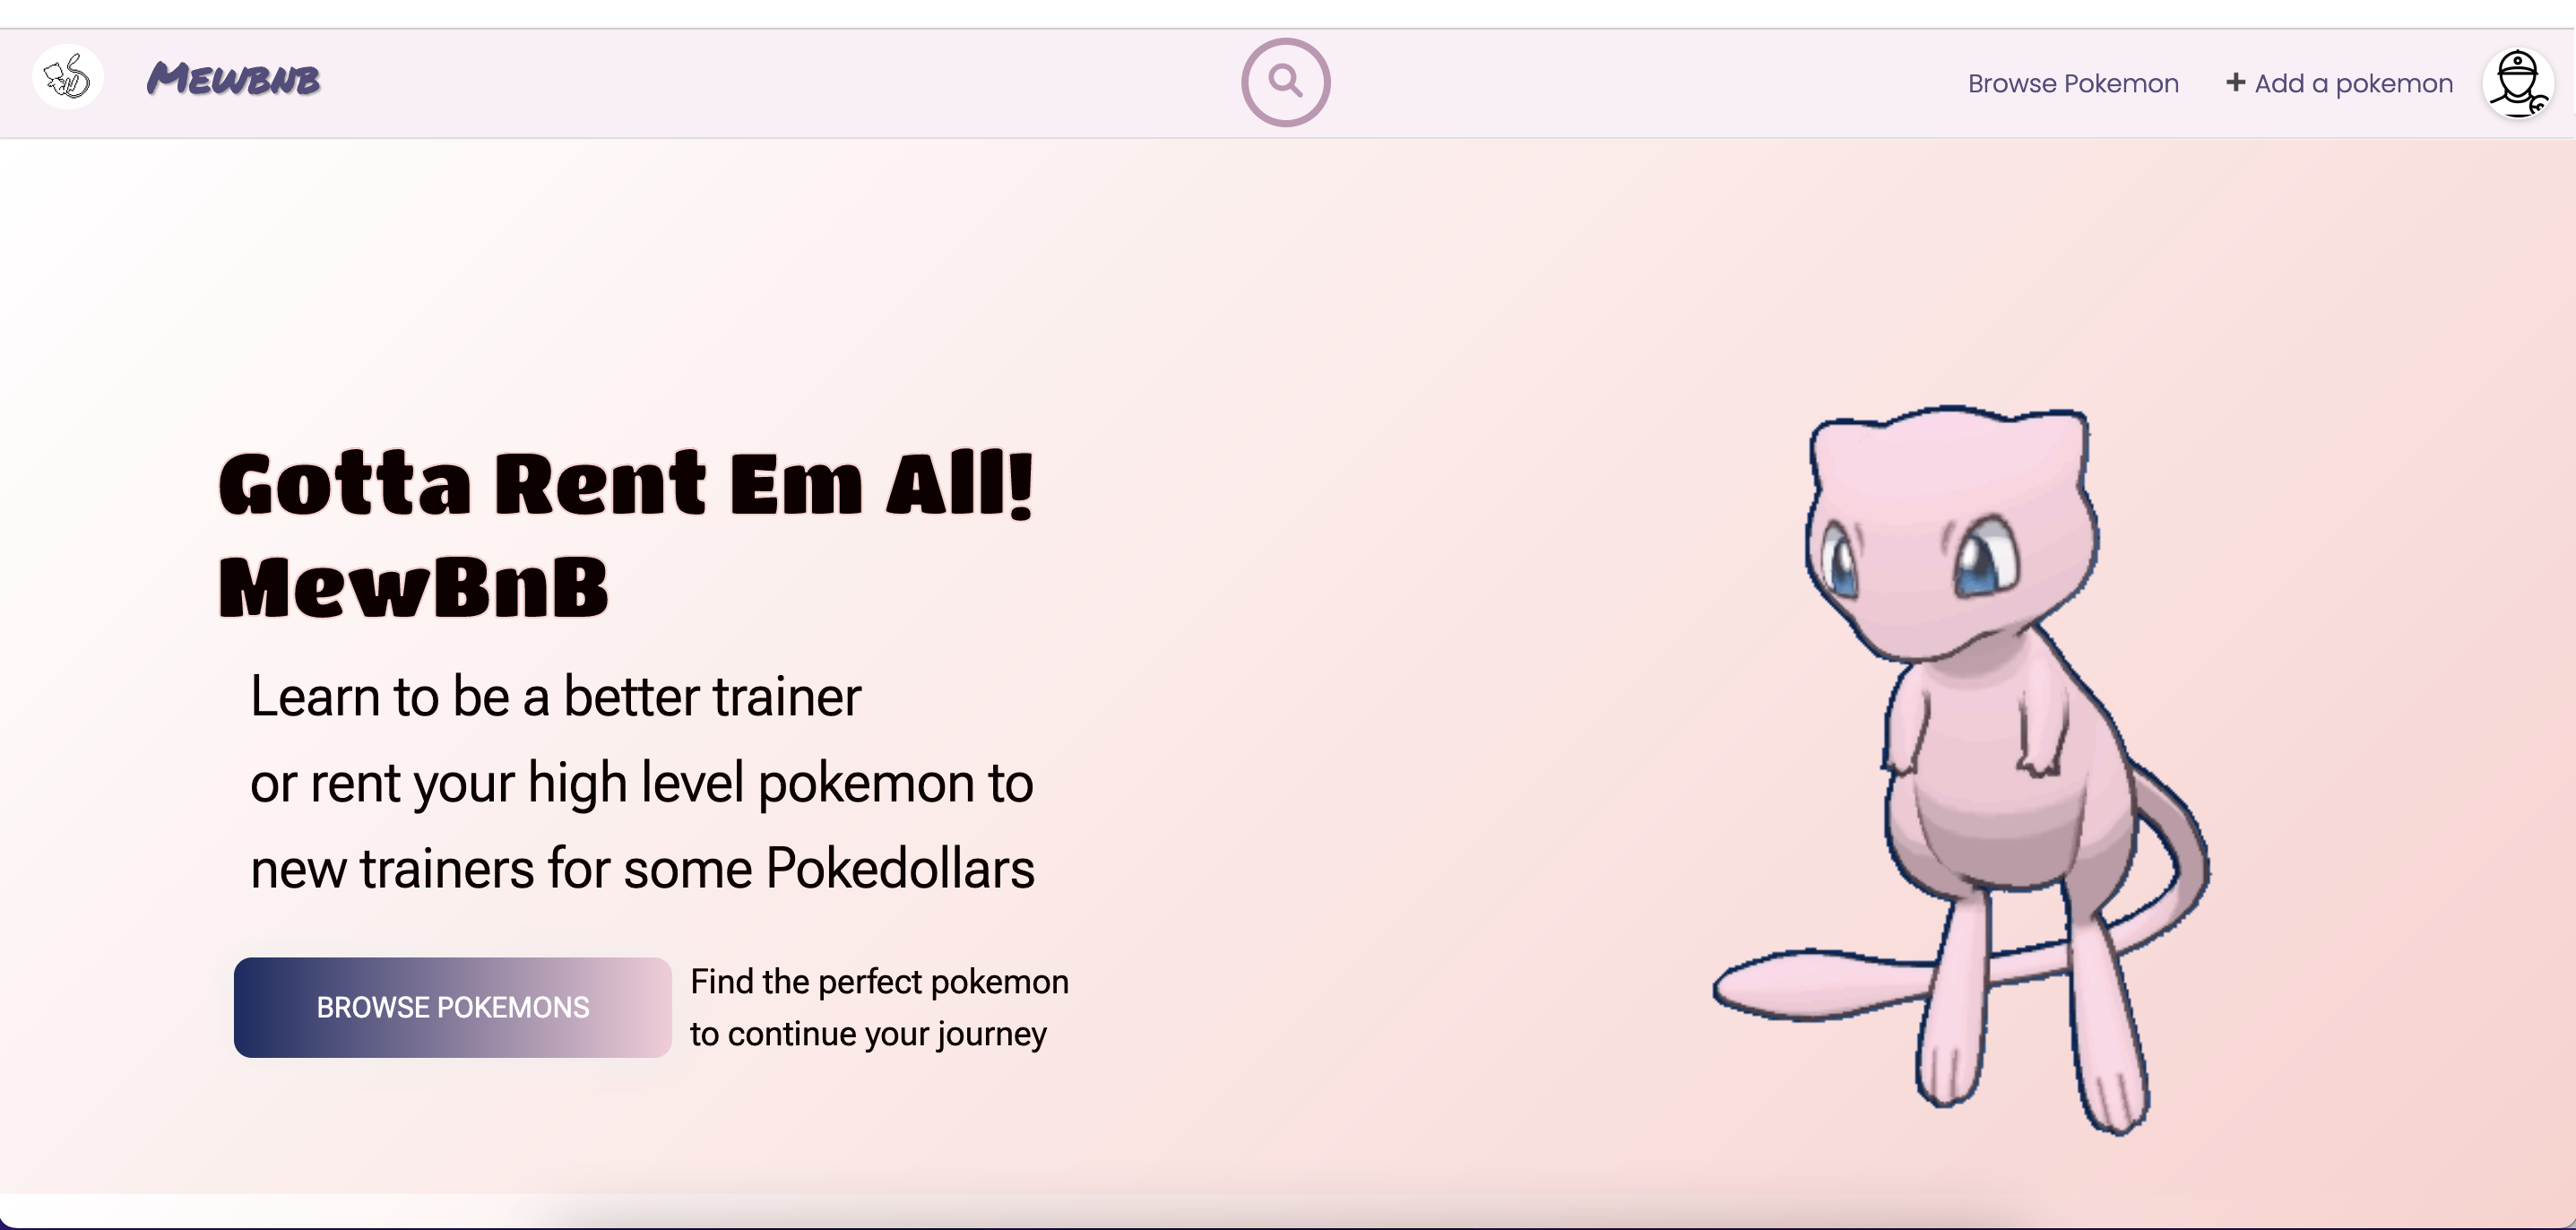 Mewbnb
Browse Pokemon
+ Add a pokemon
Gotta Rent Em All!
MewBnB
Learn to be a better trainer
or rent your high level pokemon to
new trainers for some Pokedollars
BROWSE POKEMONS
Find the perfect pokemon
to continue your journey